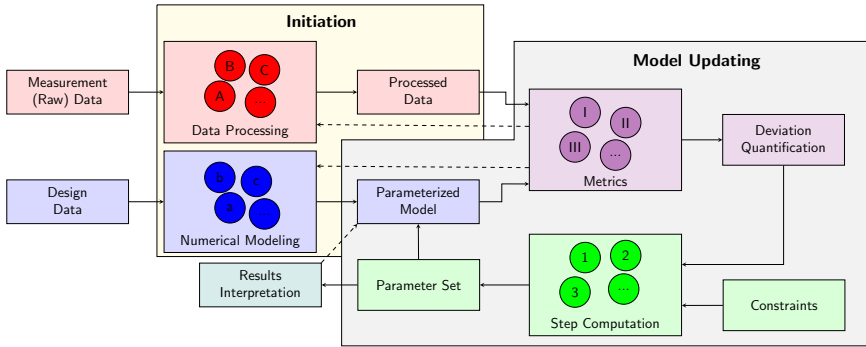 Initiation
Model Updating
Measurement
(Raw) Data
B
C
A
...
Data Processing
Processed
Data
I
II
III
...
Metrics
Deviation
Quantification
Design
Data
b
c
a
...
Numerical Modeling
Parameterized
Model
Results
Interpretation
Parameter Set
1
2
3
...
Step Computation
Constraints